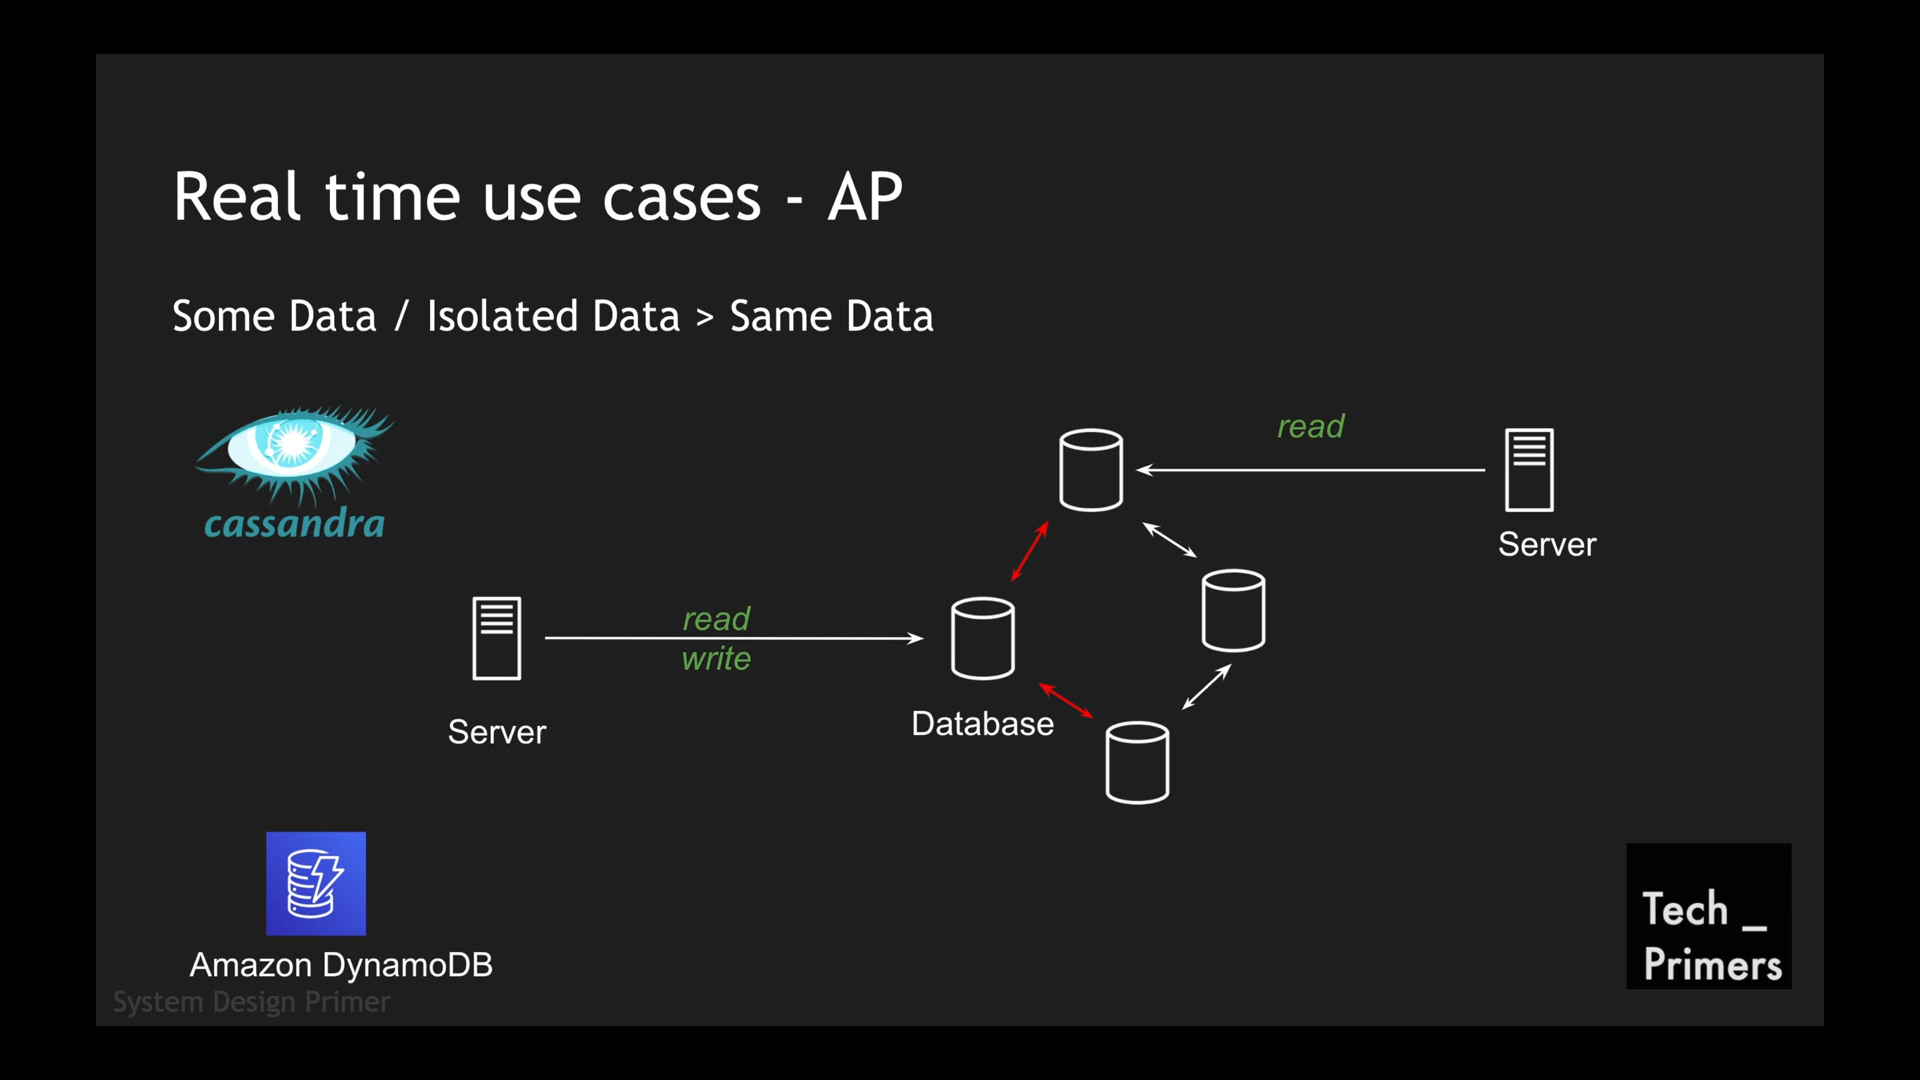 Real time use cases - AP
Some Data / Isolated Data > Same Data
cassandra
read
Server
read
write
Server
Database
Amazon DynamoDB
System Design Primer
Tech _
Primers